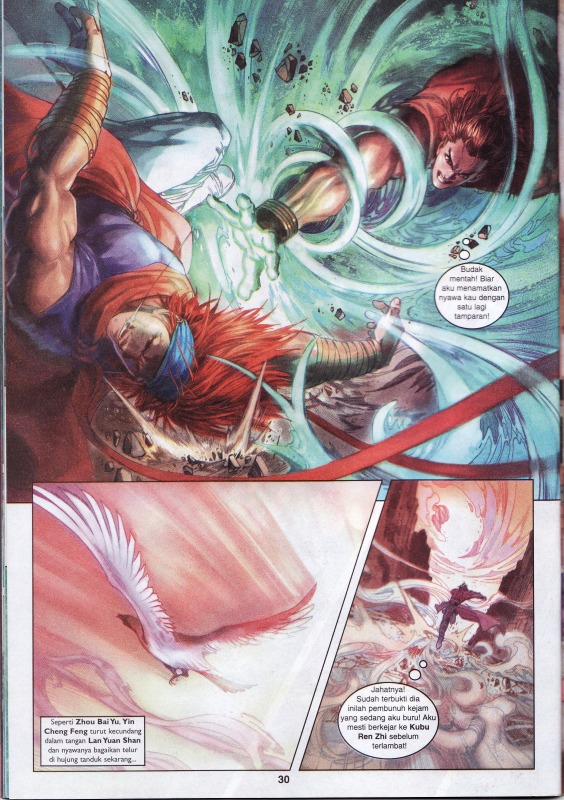 Budak
mentah! Biar
aku menamatkan
nyawa kau dengan
satu lagi
tamparan!
Seperti Zhou Bai Yu, Yin
Cheng Feng turut kecundang
dalam tangan Lan Yuan Shan
dan nyawanya bagaikan telur
di hujung tanduk sekarang...
Jahatnya!
Sudah terbukti dia
inilah pembunuh kejam
yang sedang aku buru! Aku
mesti berkejar ke Kubu
Ren Zhi sebelum
terlambat!
30